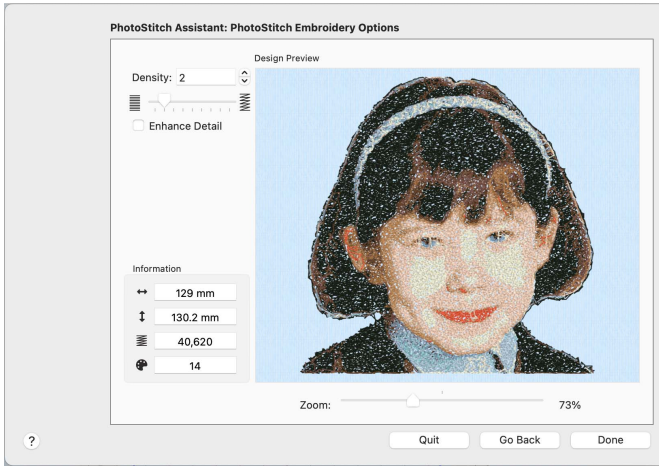 PhotoStitch Assistant: PhotoStitch Embroidery Options
Design Preview
Density: 2
Enhance Detail
Information
129 mm
130.2 mm
40,620
14
Zoom:
73%
?
Quit
Go Back
Done